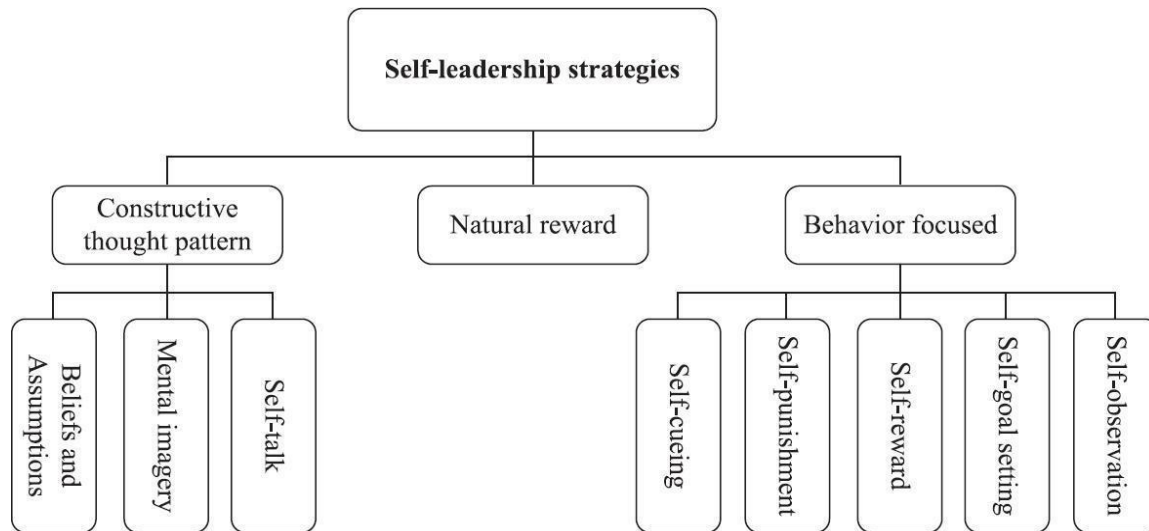 Self-leadership strategies
Constructive
thought pattern
Natural reward
Behavior focused
Beliefs and
Assumptions
Mental imagery
Self-talk
Self-cueing
Self-punishment
Self-reward
Self-goal setting
Self-observation